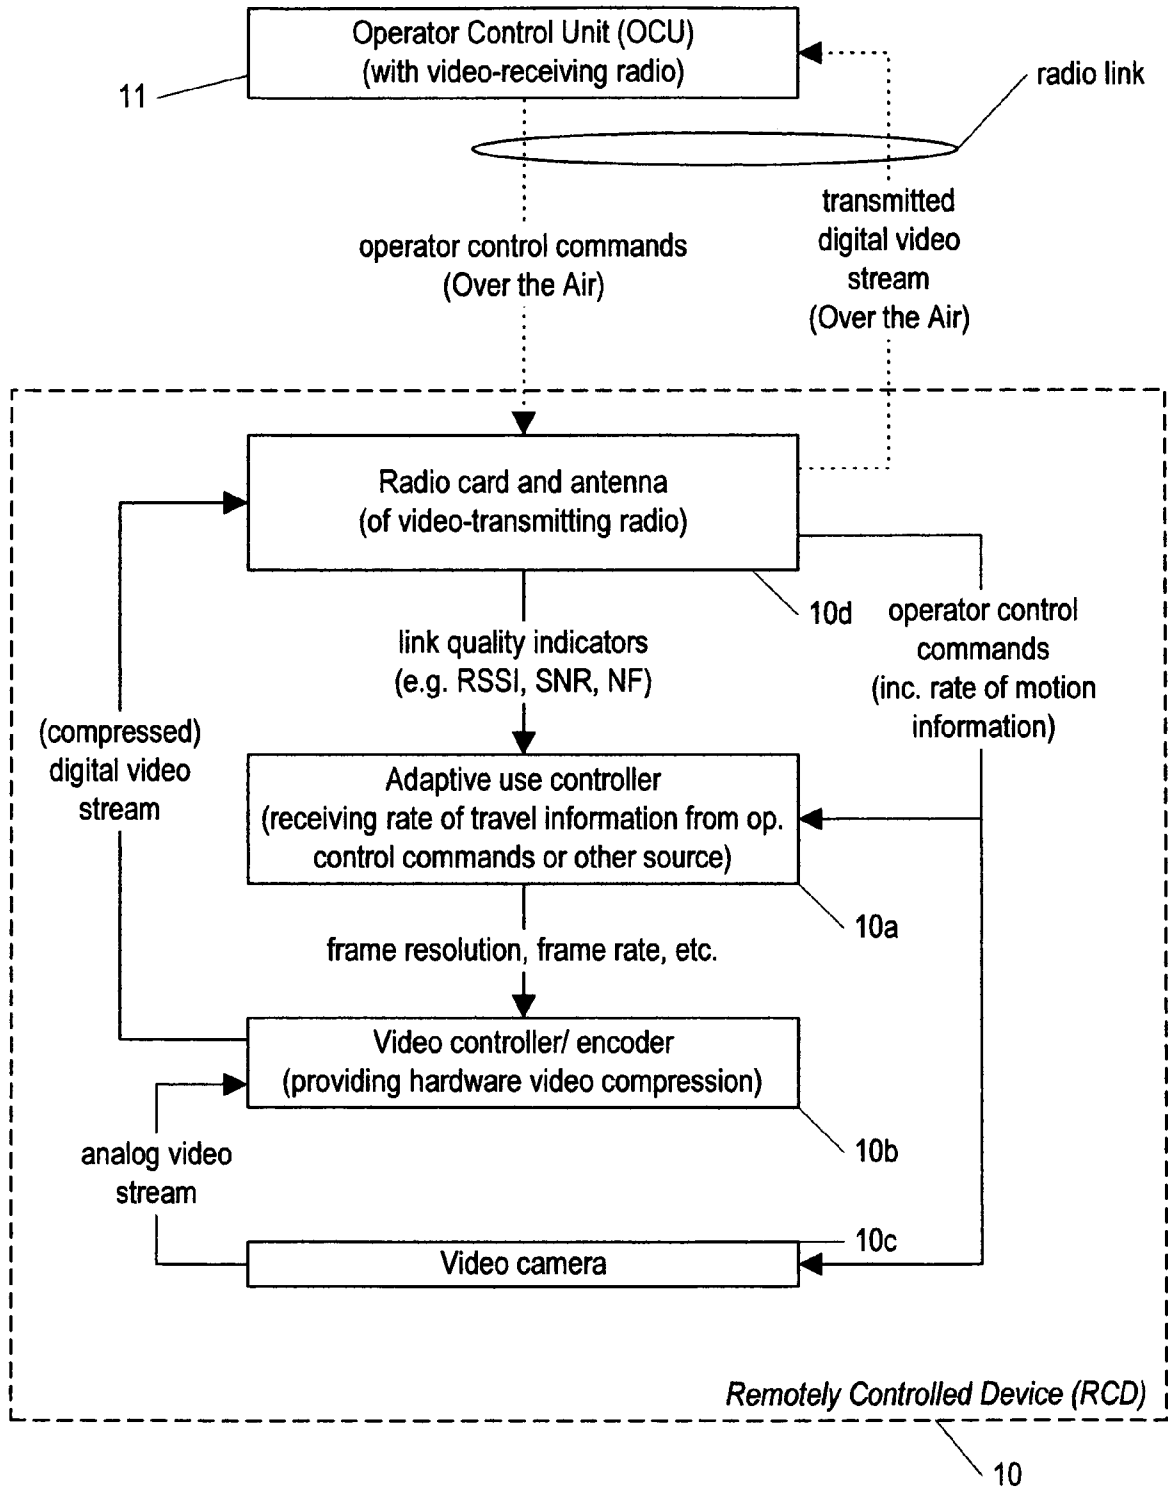 Operator Control Unit (OCU)
(with video-receiving radio)
11
radio link
operator control commands
(Over the Air)
transmitted
digital video
stream
(Over the Air)
Radio card and antenna
(of video-transmitting radio)
10d
operator control
commands
(inc. rate of motion
information)
link quality indicators
(e.g. RSSI, SNR, NF)
(compressed)
digital video
stream
Adaptive use controller
(receiving rate of travel information from op.
control commands or other source)
10a
frame resolution, frame rate, etc.
Video controller/ encoder
(providing hardware video compression)
10b
analog video
stream
10c
Video camera
Remotely Controlled Device (RCD)
10